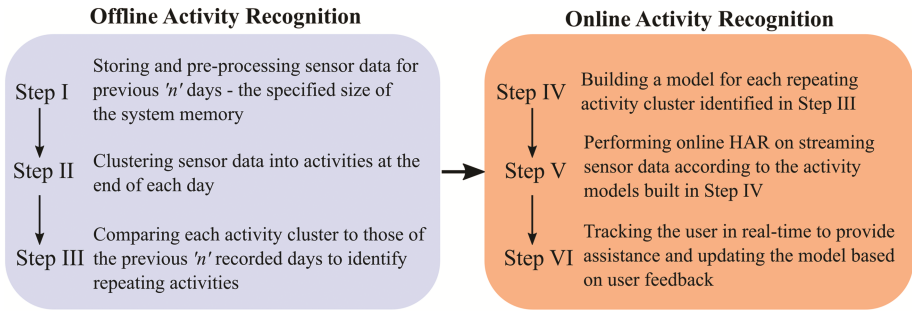 Offline Activity Recognition
Step I
Storing and pre-processing sensor data for
previous 'n' days - the specified size of
the system memory
Step II
Clustering sensor data into activities at the
end of each day
Step III
Comparing each activity cluster to those of
the previous 'n' recorded days to identify
repeating activities
Online Activity Recognition
Step IV
Building a model for each repeating
activity cluster identified in Step III
Step V
Performing online HAR on streaming
sensor data according to the activity
models built in Step IV
Step VI
Tracking the user in real-time to provide
assistance and updating the model based
on user feedback